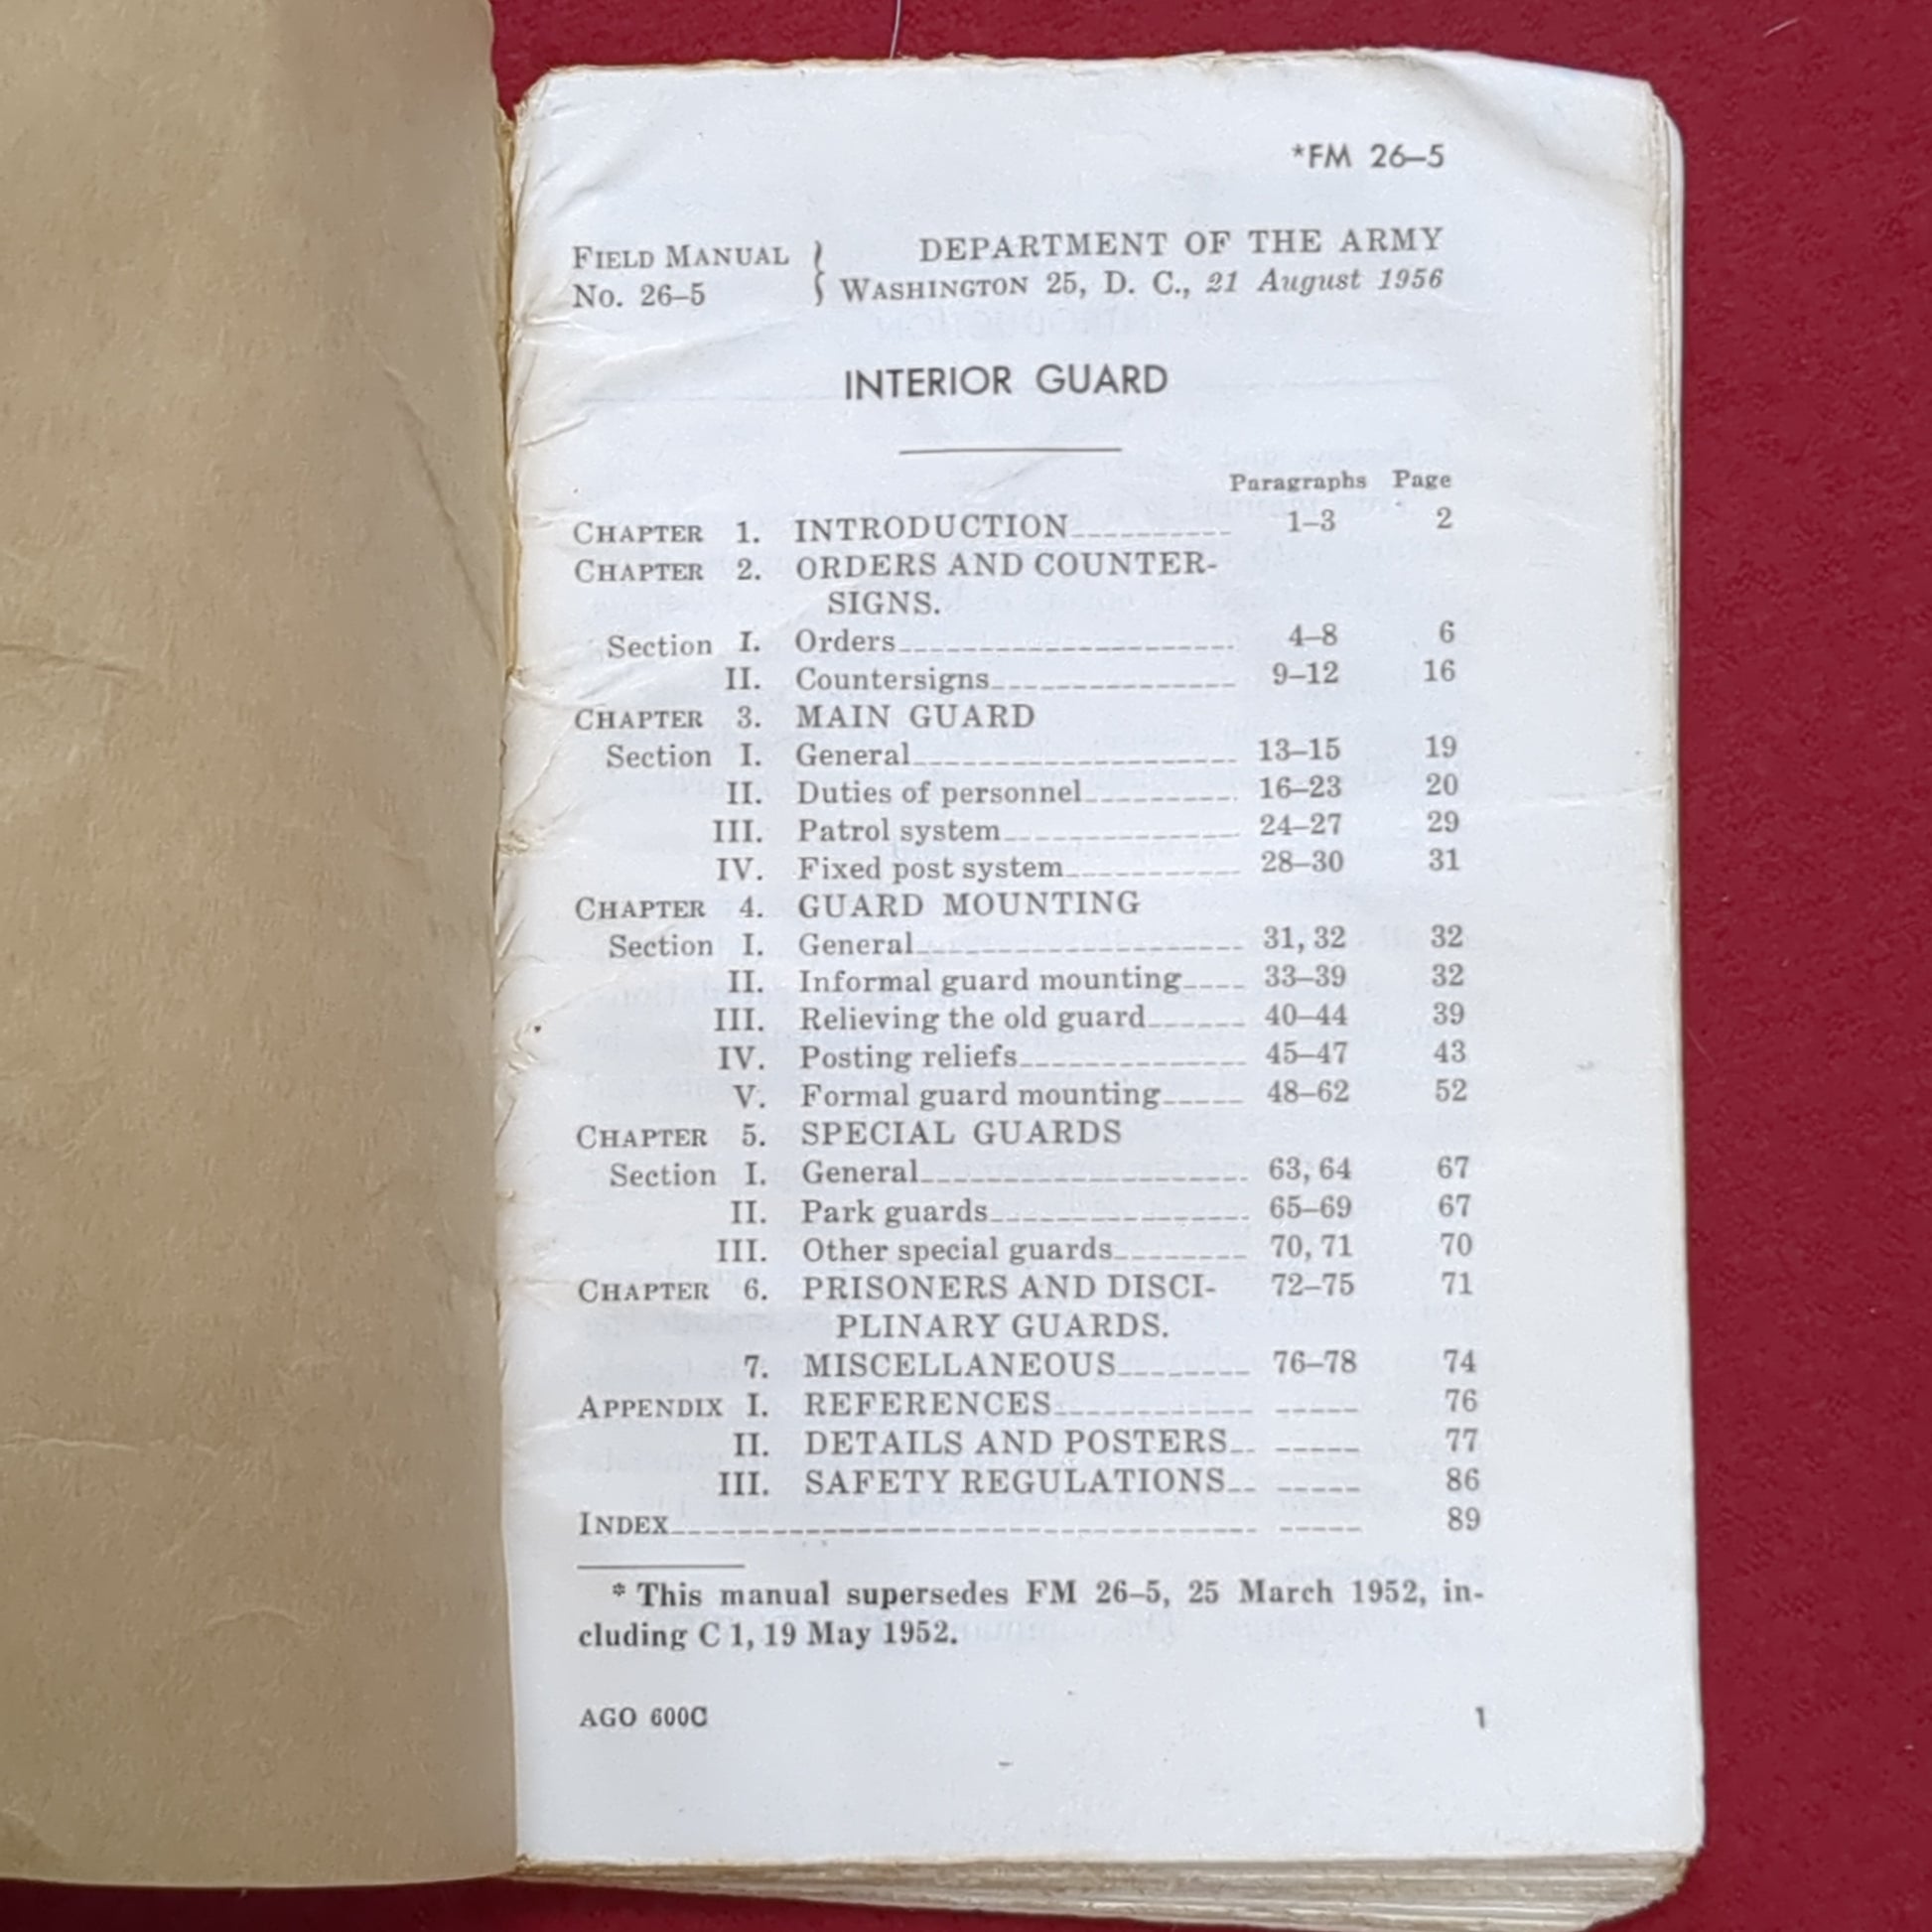 *FM 26–5
FIELD MANUAL
No. 26–5
DEPARTMENT OF THE ARMY
WASHINGTON 25, D. C., 21 August 1956
INTERIOR GUARD
Paragraphs Page
CHAPTER 1. INTRODUCTION 1–3 2
CHAPTER 2. ORDERS AND COUNTER-
SIGNS.
Section I. Orders 4–8 6
II. Countersigns 9–12 16
CHAPTER 3. MAIN GUARD
Section I. General 13–15 19
II. Duties of personnel 16–23 20
III. Patrol system 24–27 29
IV. Fixed post system 28–30 31
CHAPTER 4. GUARD MOUNTING
Section I. General 31, 32 32
II. Informal guard mounting 33–39 32
III. Relieving the old guard 40–44 39
IV. Posting reliefs 45–47 43
V. Formal guard mounting 48–62 52
CHAPTER 5. SPECIAL GUARDS
Section I. General 63, 64 67
II. Park guards 65–69 67
III. Other special guards 70, 71 70
CHAPTER 6. PRISONERS AND DISCI- 72–75 71
PLINARY GUARDS.
7. MISCELLANEOUS 76–78 74
APPENDIX I. REFERENCES 76
II. DETAILS AND POSTERS 77
III. SAFETY REGULATIONS 86
INDEX 89
* This manual supersedes FM 26–5, 25 March 1952, in-
cluding C 1, 19 May 1952.
AGO 600C 1